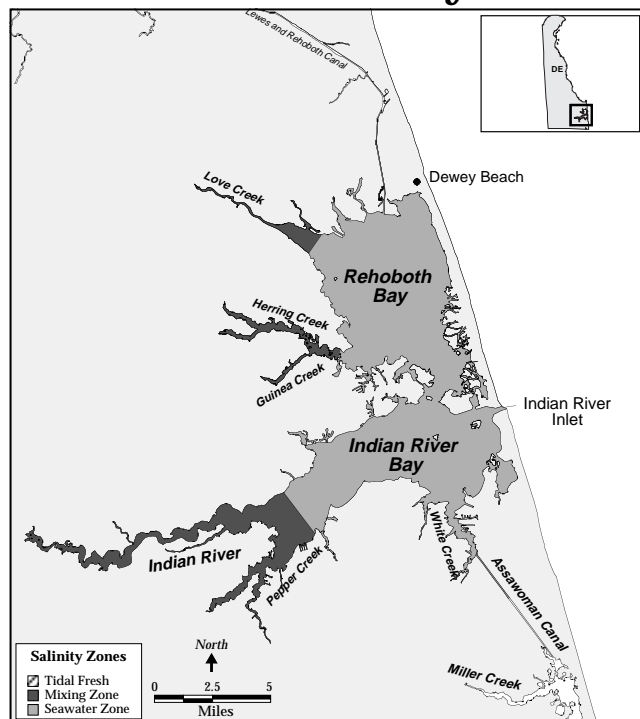 Lewes and Rehoboth Canal
DE
Dewey Beach
Love Creek
Rehoboth
Bay
Herring Creek
Guinea Creek
Indian River
Inlet
Indian River
Bay
White Creek
Indian River
Pepper Creek
Assawoman Canal
Miller Creek
Salinity Zones
Tidal Fresh
Mixing Zone
Seawater Zone
North
0 2.5 5
Miles